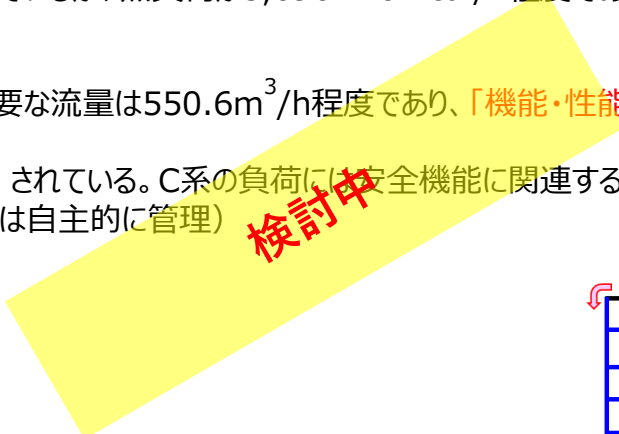 要な流量は550.6m³/h程度であり、「機能・性能
されている。C系の負荷には安全機能に関連する
は自主的に管理）
検討中